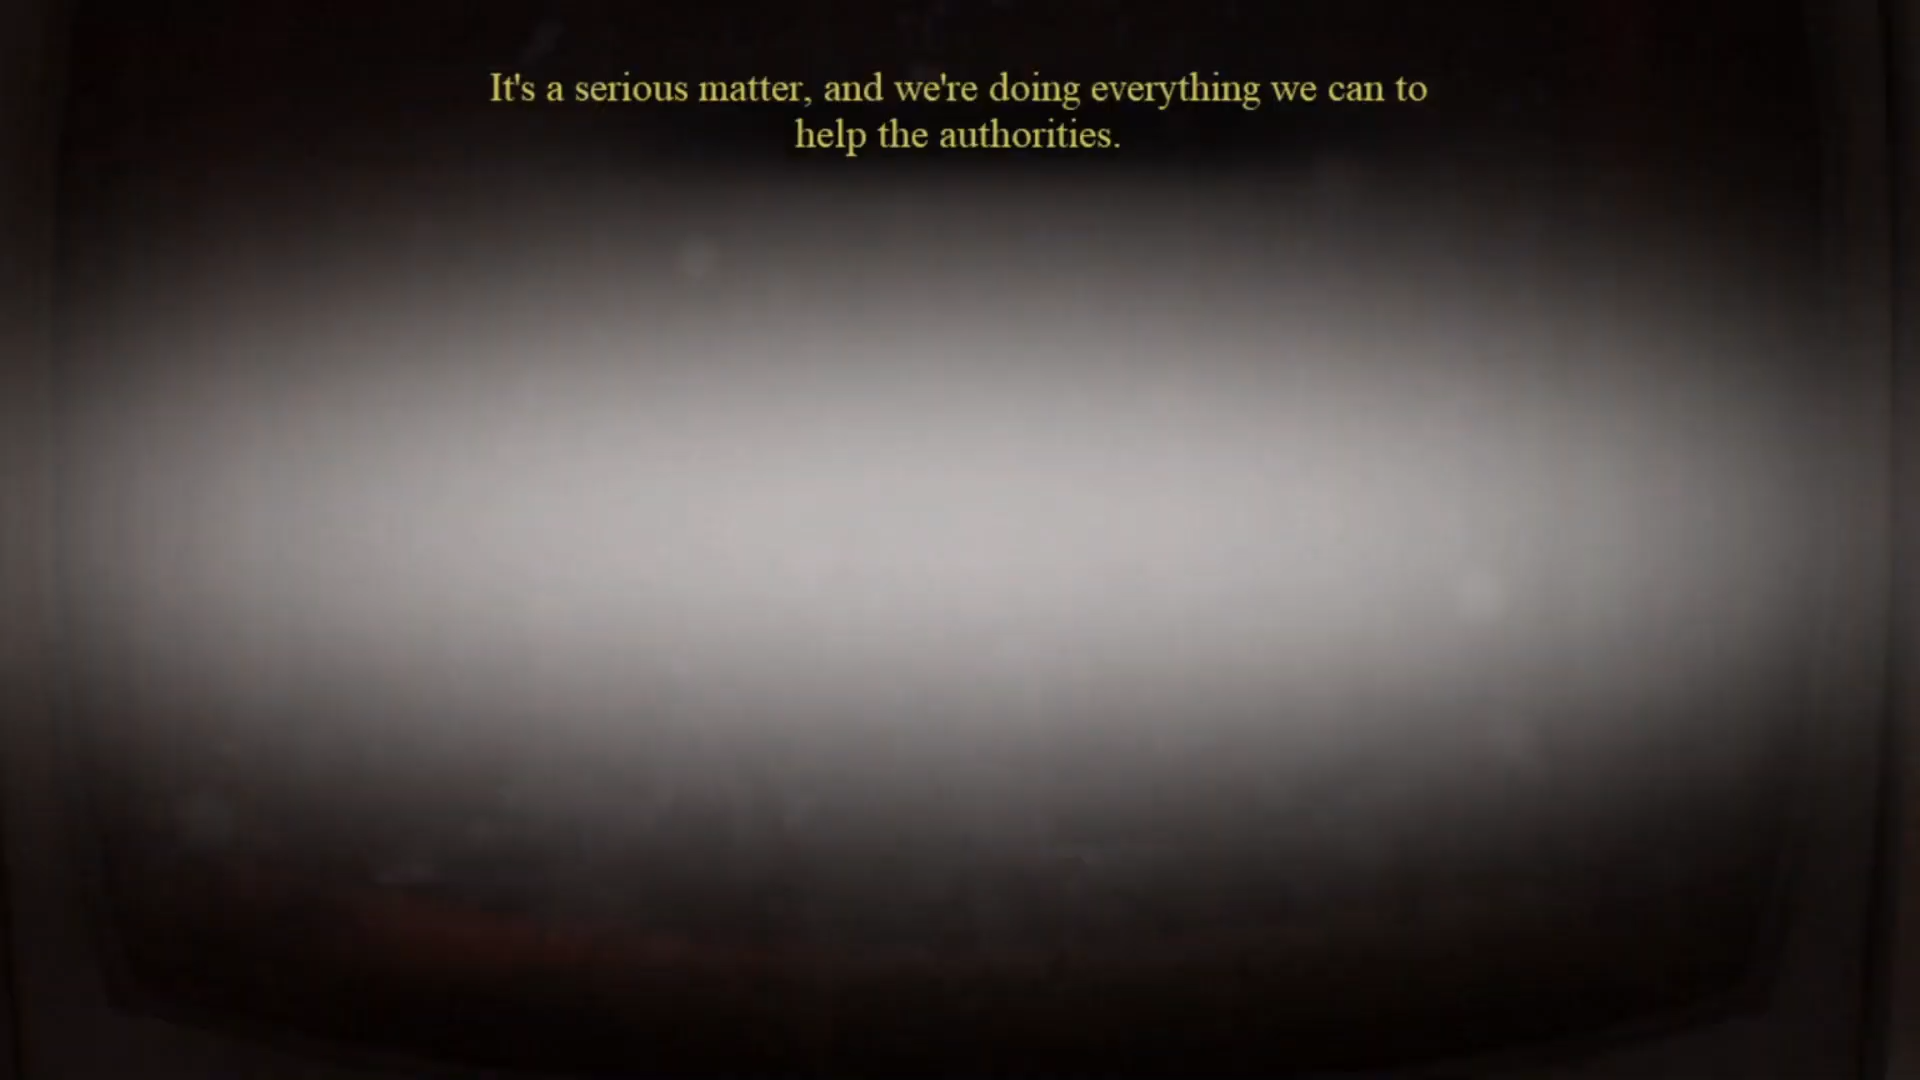 It's a serious matter, and we're doing everything we can to
help the authorities.